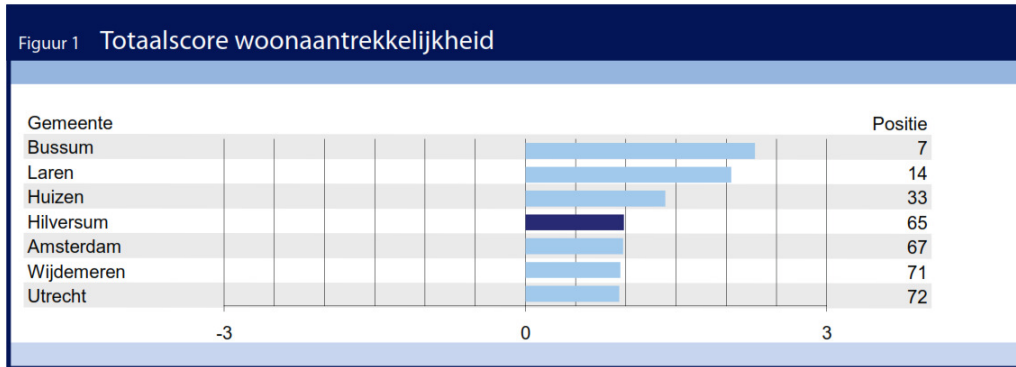 Figuur 1 Totaalscore woonaantrekkelijkheid
Gemeente Positie
Bussum 7
Laren 14
Huizen 33
Hilversum 65
Amsterdam 67
Wijdemeren 71
Utrecht 72
-3 0 3